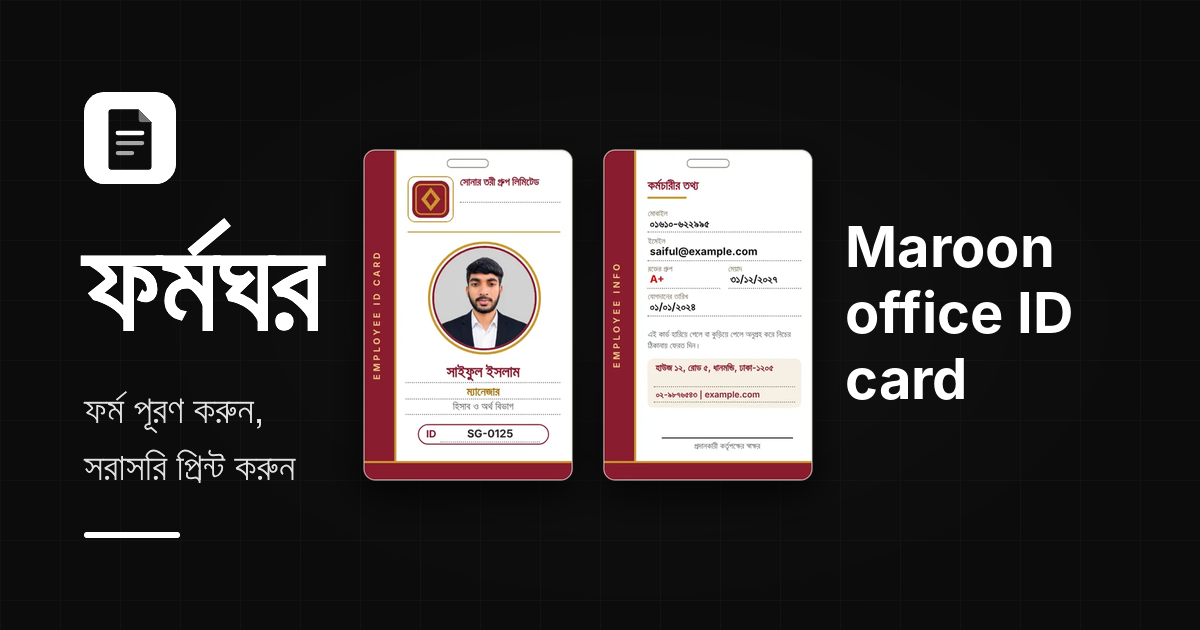 ফর্মঘর
ফর্ম পূরণ করুন,
সরাসরি প্রিন্ট করুন
EMPLOYEE ID CARD
সোনার তরী গ্রুপ লিমিটেড
সাইফুল ইসলাম
ম্যানেজার
হিসাব ও অর্থ বিভাগ
ID SG-0125
EMPLOYEE INFO
কর্মচারীর তথ্য
মোবাইল
০১৬১০-৬২২৯৯৫
ইমেইল
saiful@example.com
রক্তের গ্রুপ মেয়াদ
A+ ৩১/১২/২০২৭
যোগদানের তারিখ
০১/০১/২০২৪
এই কার্ড হারিয়ে গেলে বা কুড়িয়ে পেলে অনুগ্রহ করে নিচের
ঠিকানায় ফেরত দিন।
হাউজ ১২, রোড ৫, ধানমন্ডি, ঢাকা-১২০৫
০২-৯৮৭৬৫৪৩ | example.com
প্রদানকারী কর্তৃপক্ষের স্বাক্ষর
Maroon
office ID
card